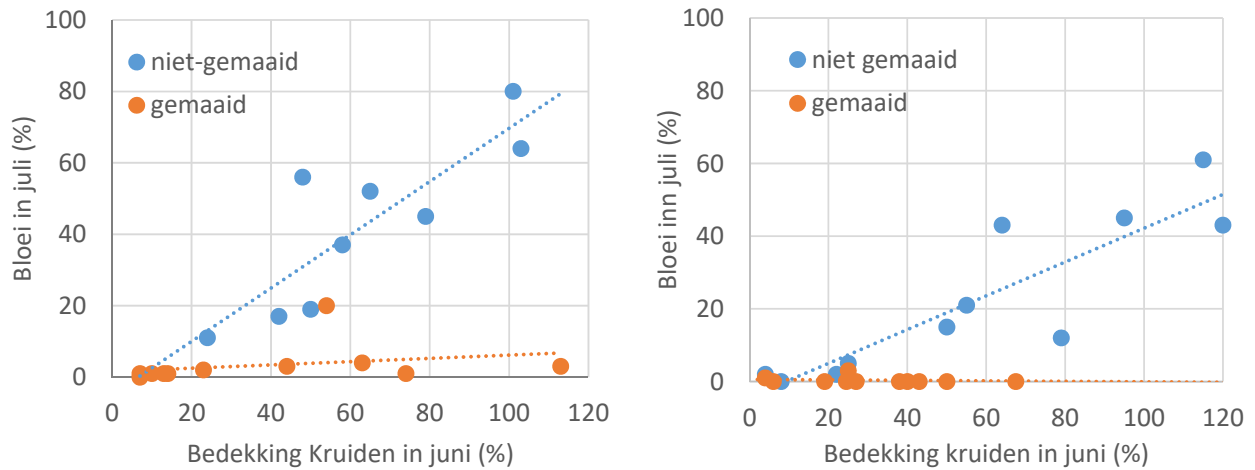 100
80
60
40
20
0
Bloei in juli (%)
niet-gemaaid
gemaaid
0 20 40 60 80 100 120
Bedekking Kruiden in juni (%)
100
80
60
40
20
0
Bloei inn juli (%)
niet gemaaid
gemaaid
0 20 40 60 80 100 120
Bedekking kruiden in juni (%)